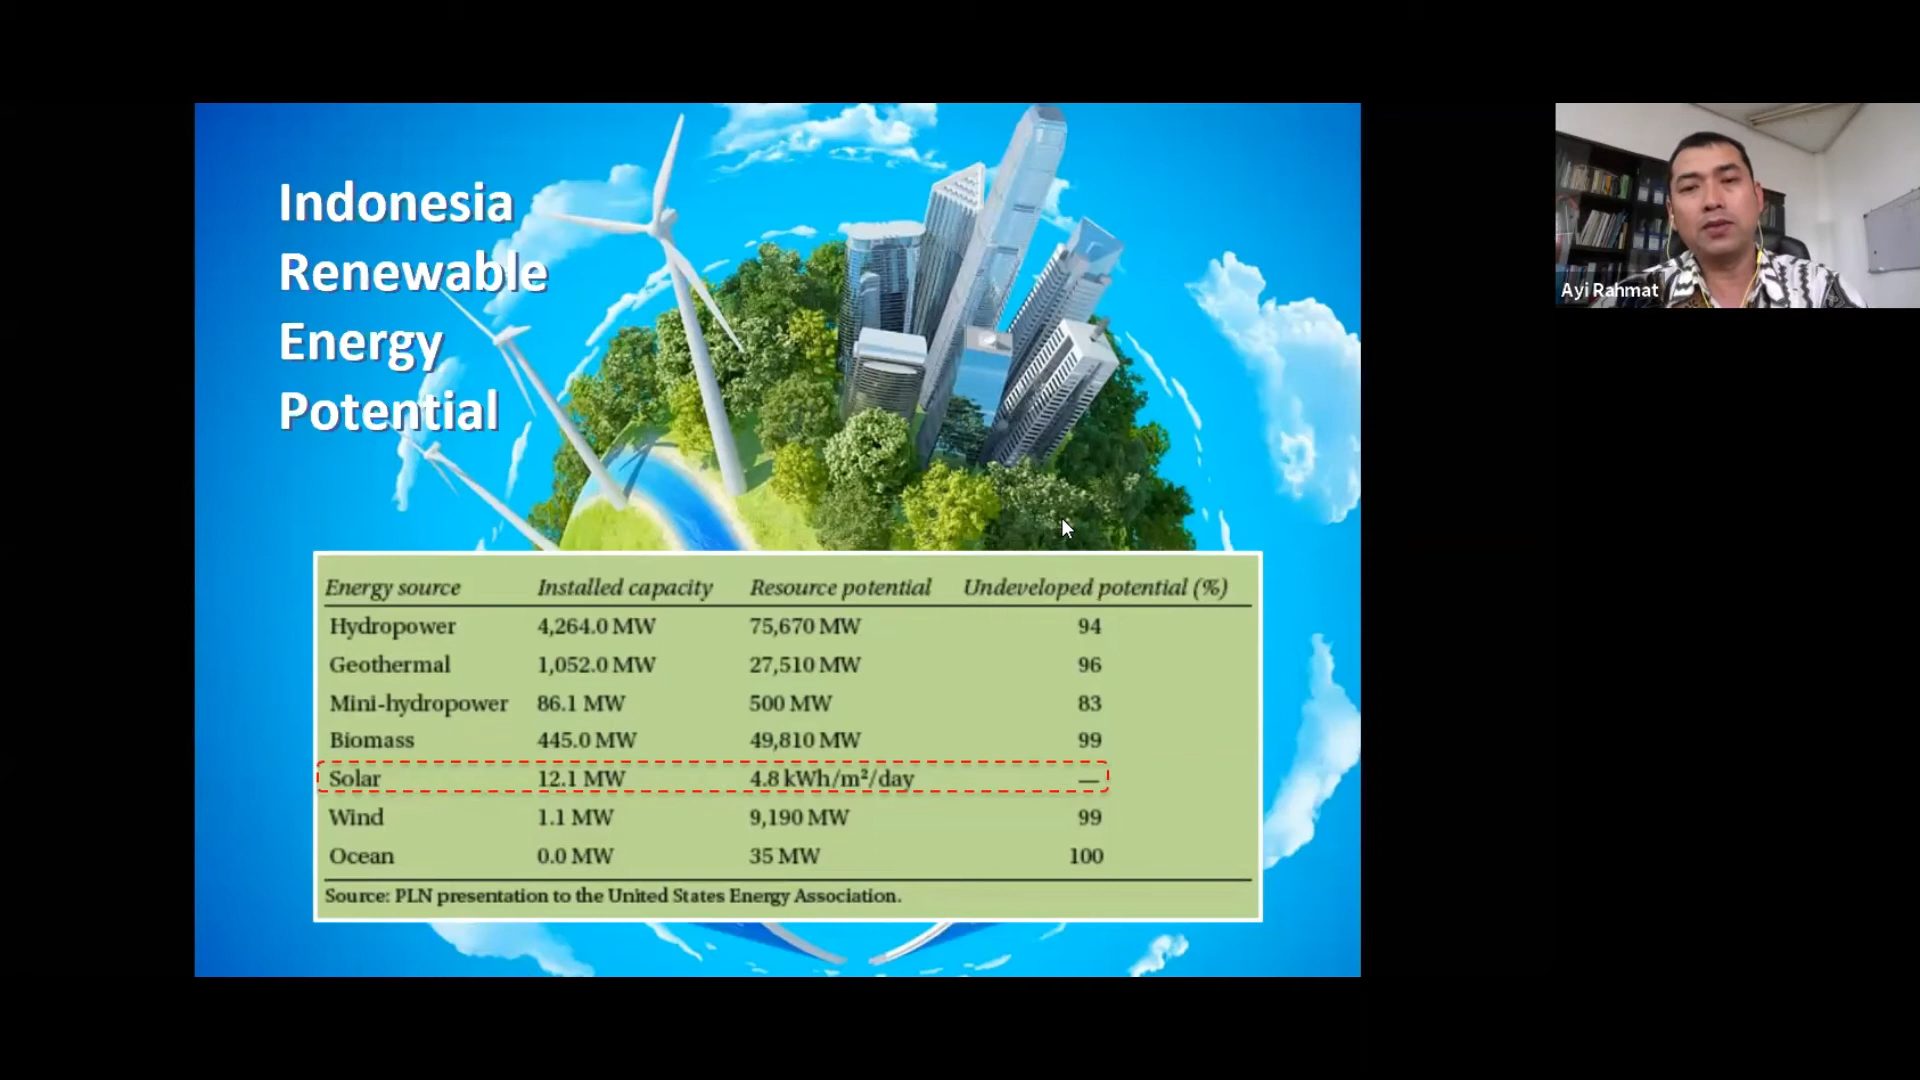 Indonesia
Renewable
Energy
Potential
Energy source Installed capacity Resource potential Undeveloped potential (%)
Hydropower 4,264.0 MW 75,670 MW 94
Geothermal 1,052.0 MW 27,510 MW 96
Mini-hydropower 86.1 MW 500 MW 83
Biomass 445.0 MW 49,810 MW 99
Solar 12.1 MW 4.8 kWh/m²/day —
Wind 1.1 MW 9,190 MW 99
Ocean 0.0 MW 35 MW 100
Source: PLN presentation to the United States Energy Association.
Ayi Rahmat